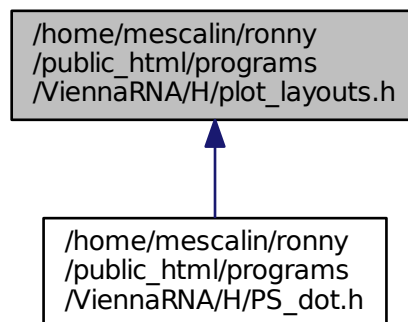 /home/mescalin/ronny
/public_html/programs
/ViennaRNA/H/plot_layouts.h
/home/mescalin/ronny
/public_html/programs
/ViennaRNA/H/PS_dot.h